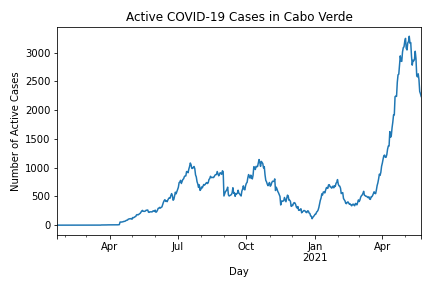 Active COVID-19 Cases in Cabo Verde
Number of Active Cases
3000
2500
2000
1500
1000
500
0
Apr
Jul
Oct
Jan
2021
Apr
Day